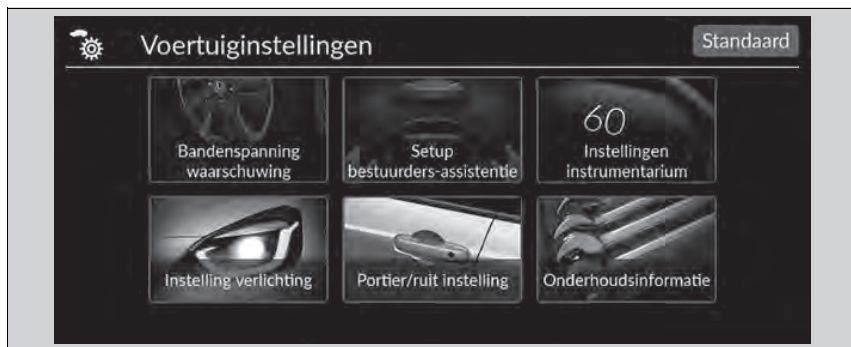 Voertuiginstellingen
Standaard
Bandenspanning
waarschuwing
Setup
bestuurders-assistentie
60
Instellingen
instrumentarium
Instelling verlichting
Portier/ruit instelling
Onderhoudsinformatie